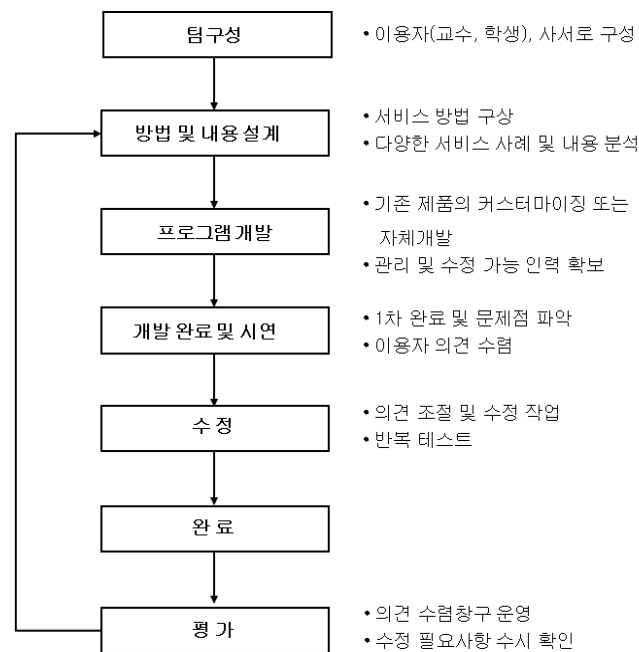 팀구성
• 이용자(교수, 학생), 사서로 구성
방법 및 내용 설계
• 서비스 방법 구상
• 다양한 서비스 사례 및 내용 분석
프로그램 개발
• 기존 제품의 커스터마이징 또는
자체개발
• 관리 및 수정 가능 인력 확보
개발 완료 및 시연
• 1차 완료 및 문제점 파악
• 이용자 의견 수렴
수 정
• 의견 조절 및 수정 작업
• 반복 테스트
완 료
평 가
• 의견 수렴창구 운영
• 수정 필요사항 수시 확인